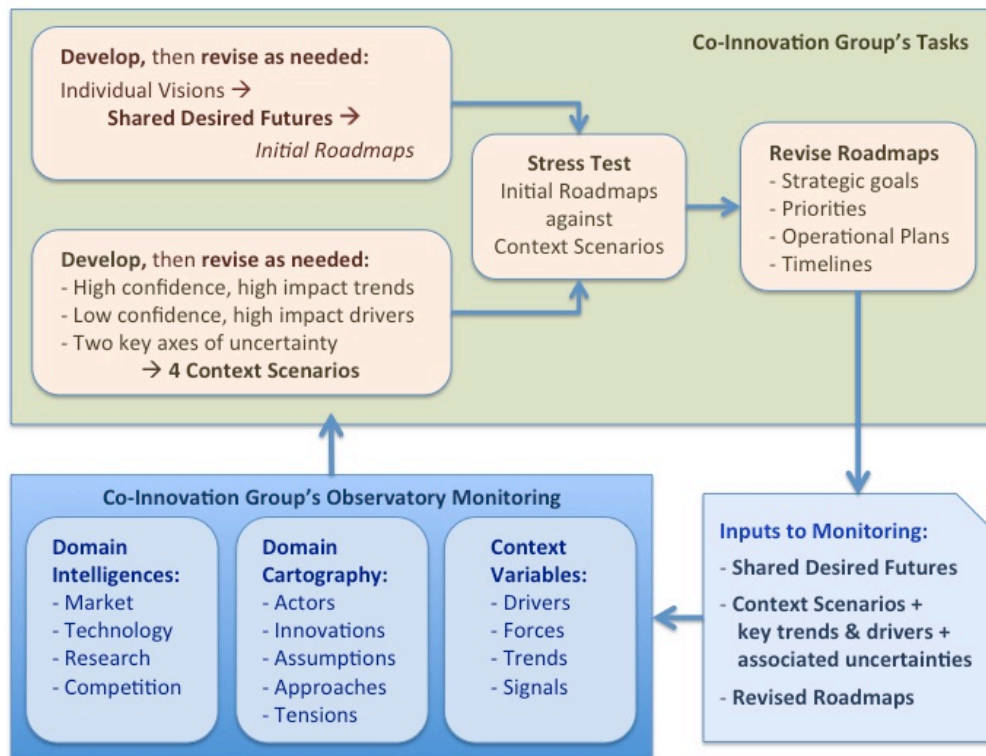 Co-Innovation Group's Tasks
Develop, then revise as needed:
Individual Visions →
Shared Desired Futures →
Initial Roadmaps
Develop, then revise as needed:
- High confidence, high impact trends
- Low confidence, high impact drivers
- Two key axes of uncertainty
→ 4 Context Scenarios
Stress Test
Initial Roadmaps
against
Context Scenarios
Revise Roadmaps
- Strategic goals
- Priorities
- Operational Plans
- Timelines
Co-Innovation Group's Observatory Monitoring
Domain
Intelligences:
- Market
- Technology
- Research
- Competition
Domain
Cartography:
- Actors
- Innovations
- Assumptions
- Approaches
- Tensions
Context
Variables:
- Drivers
- Forces
- Trends
- Signals
Inputs to Monitoring:
- Shared Desired Futures
- Context Scenarios +
key trends & drivers +
associated uncertainties
- Revised Roadmaps